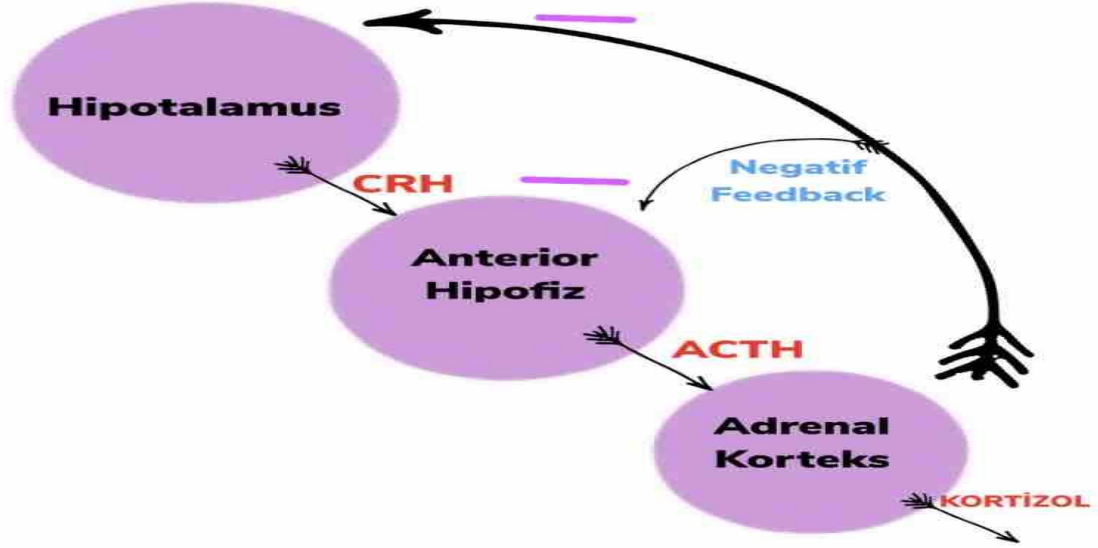 Hipotalamus
CRH
Negatif
Feedback
Anterior
Hipofiz
ACTH
Adrenal
Korteks
KORTİZOL